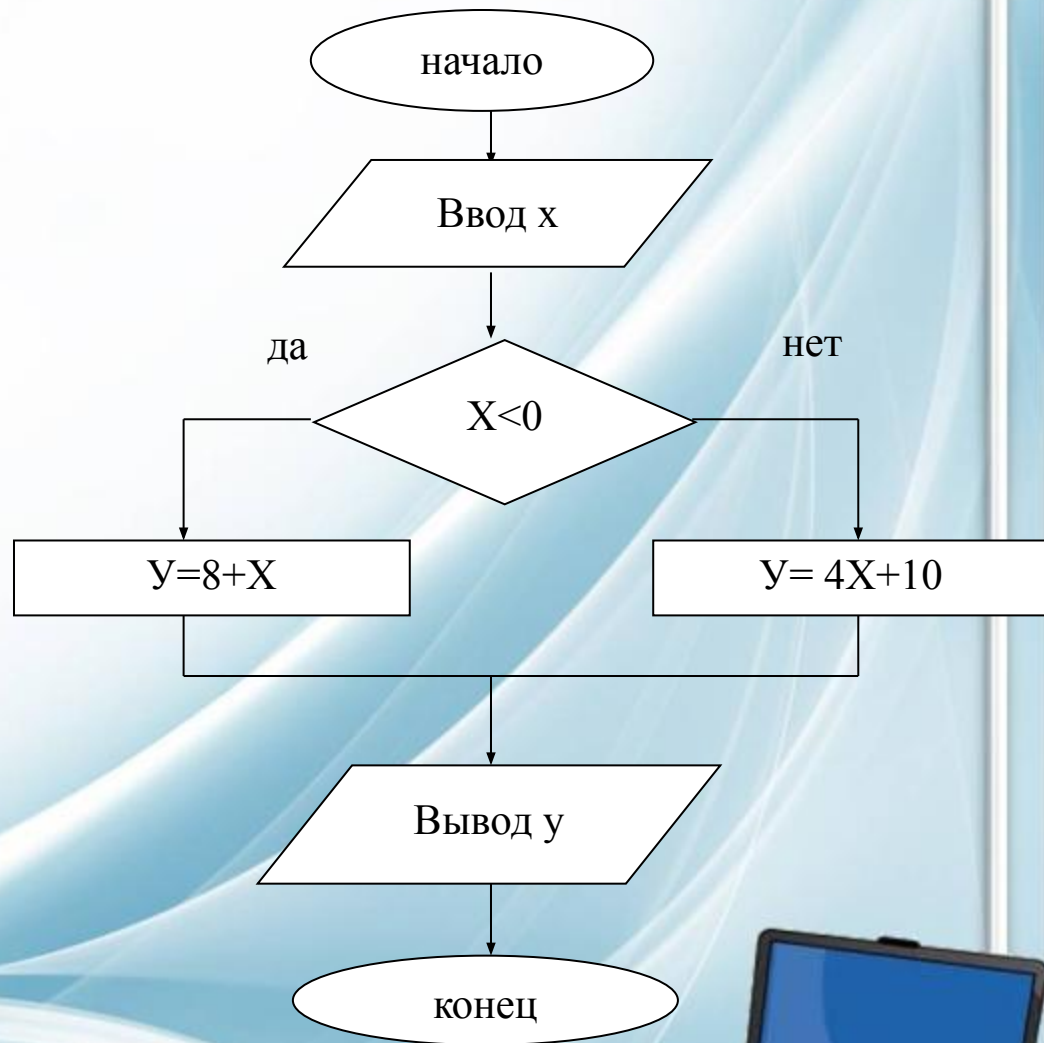 начало
Ввод х
да
нет
Х<0
У=8+Х
У= 4Х+10
Вывод у
конец